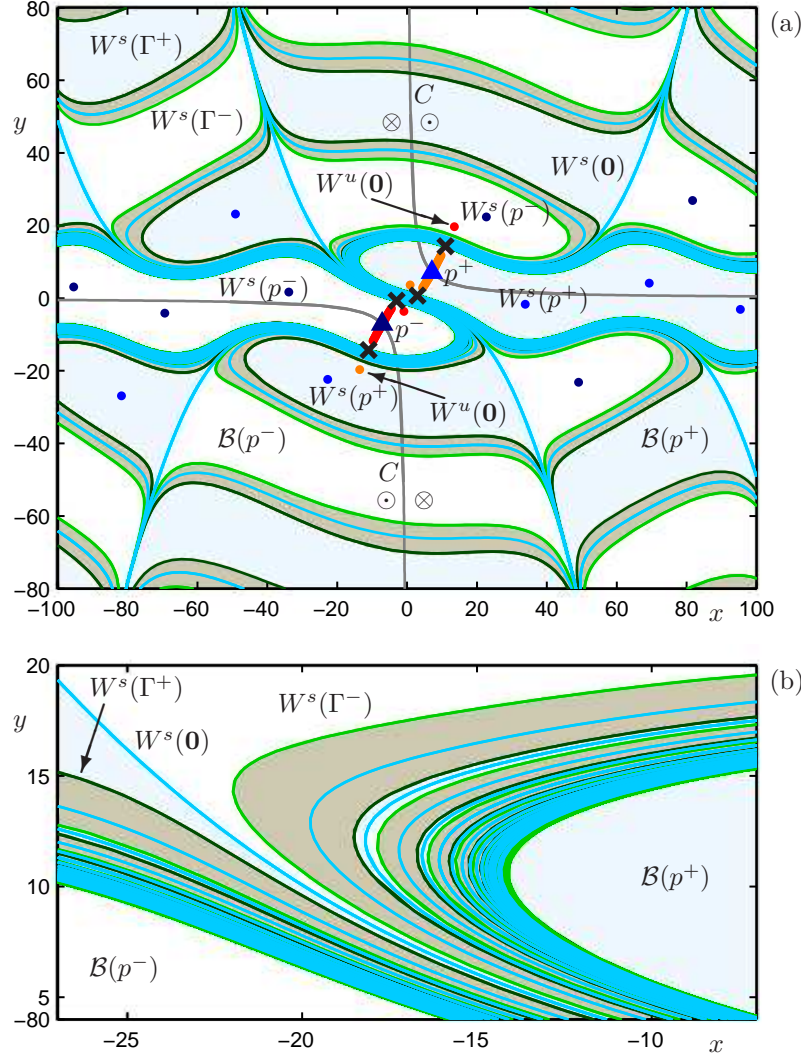 80
(a)
W^s(Γ^+)
60
C
W^s(Γ^-)
y
⊗ ⊙
40
W^s(0)
W^u(0)
W^s(p^-)
20
p^+
W^s(p^-)
W^s(p^+)
0
p^-
-20
W^s(p^+)
W^u(0)
B(p^-)
B(p^+)
-40
C
⊙ ⊗
-60
-80
-100 -80 -60 -40 -20 0 20 40 60 80 x 100
20
(b)
W^s(Γ^+)
W^s(Γ^-)
y
W^s(0)
15
B(p^+)
10
B(p^-)
5
-80
-25 -20 -15 -10 x